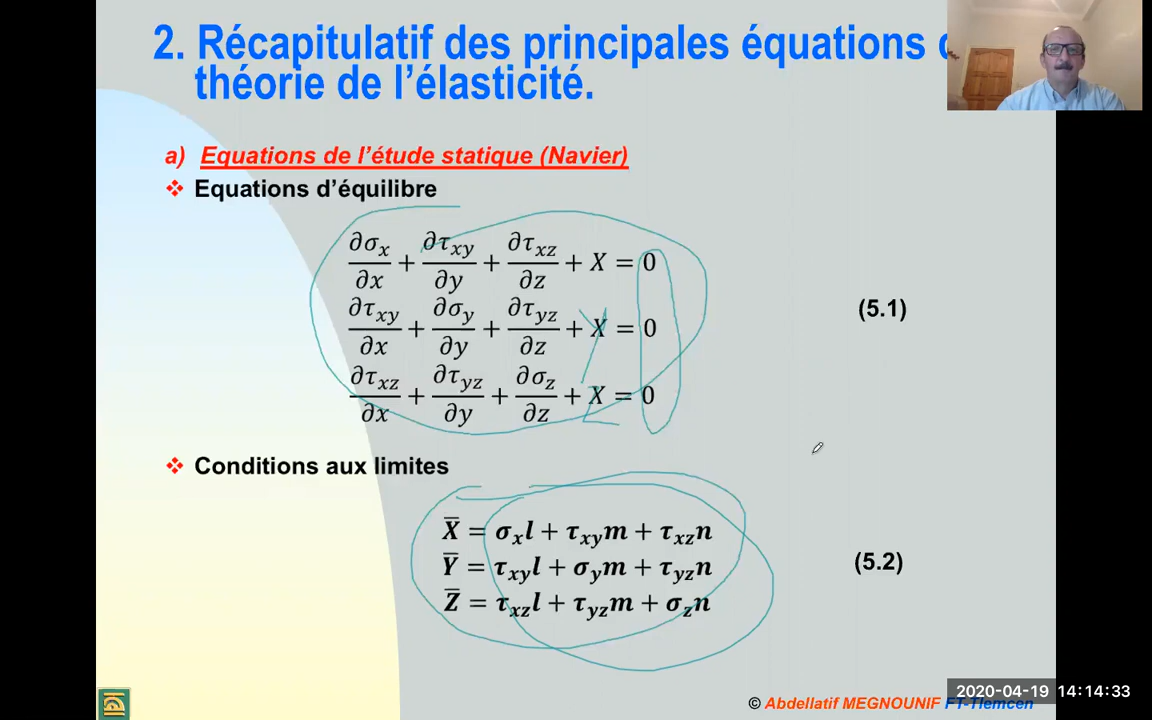 2. Récapitulatif des principales équations
théorie de l’élasticité.
a) Equations de l’étude statique (Navier)
❖ Equations d’équilibre
∂σx/∂x + ∂τxy/∂y + ∂τxz/∂z + X = 0
∂τxy/∂x + ∂σy/∂y + ∂τyz/∂z + X = 0
(5.1)
∂τxz/∂x + ∂τyz/∂y + ∂σz/∂z + X = 0
❖ Conditions aux limites
X̅ = σxl + τxym + τxzn
Y̅ = τxyl + σym + τyzn
(5.2)
Z̅ = τxzl + τyzm + σzn
2020-04-19 14:14:33
© Abdellatif MEGNOUNIF FT-Tlemcen